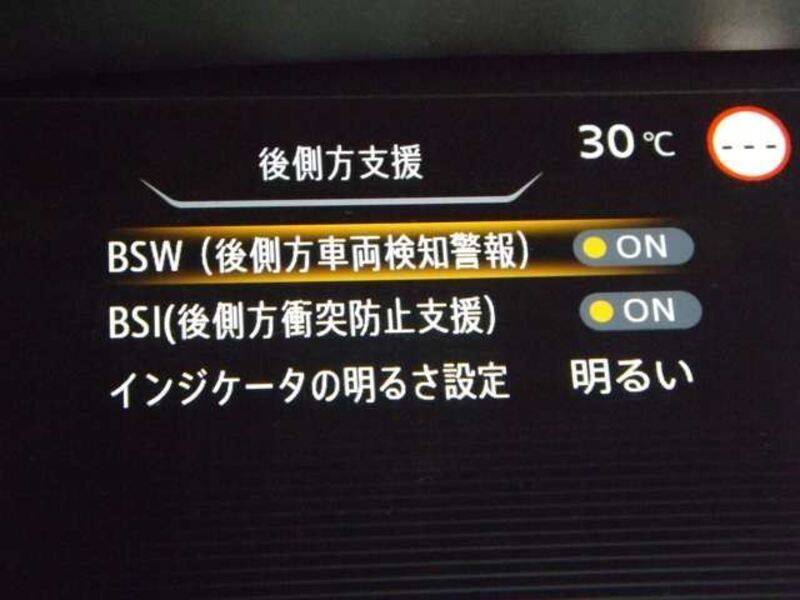 後側方支援
30℃
---
BSW (後側方車両検知警報) ON
BSI(後側方衝突防止支援) ON
インジケータの明るさ設定 明るい